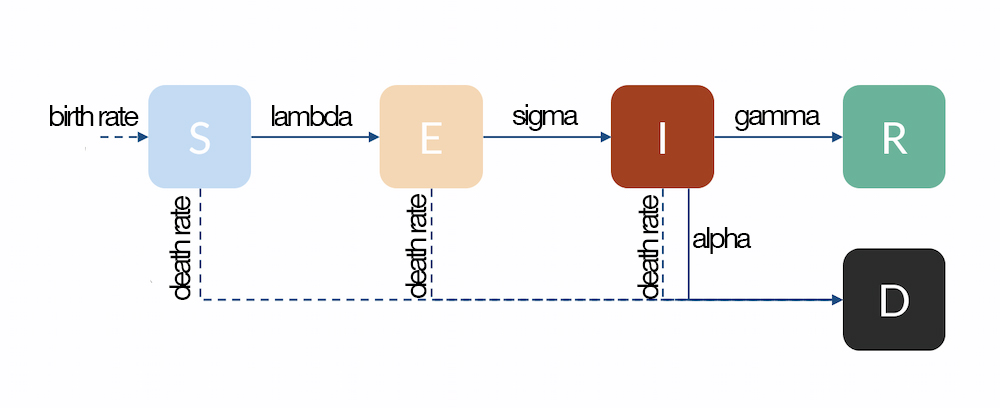 birth rate
S
lambda
E
sigma
I
gamma
R
death rate
death rate
death rate
alpha
D